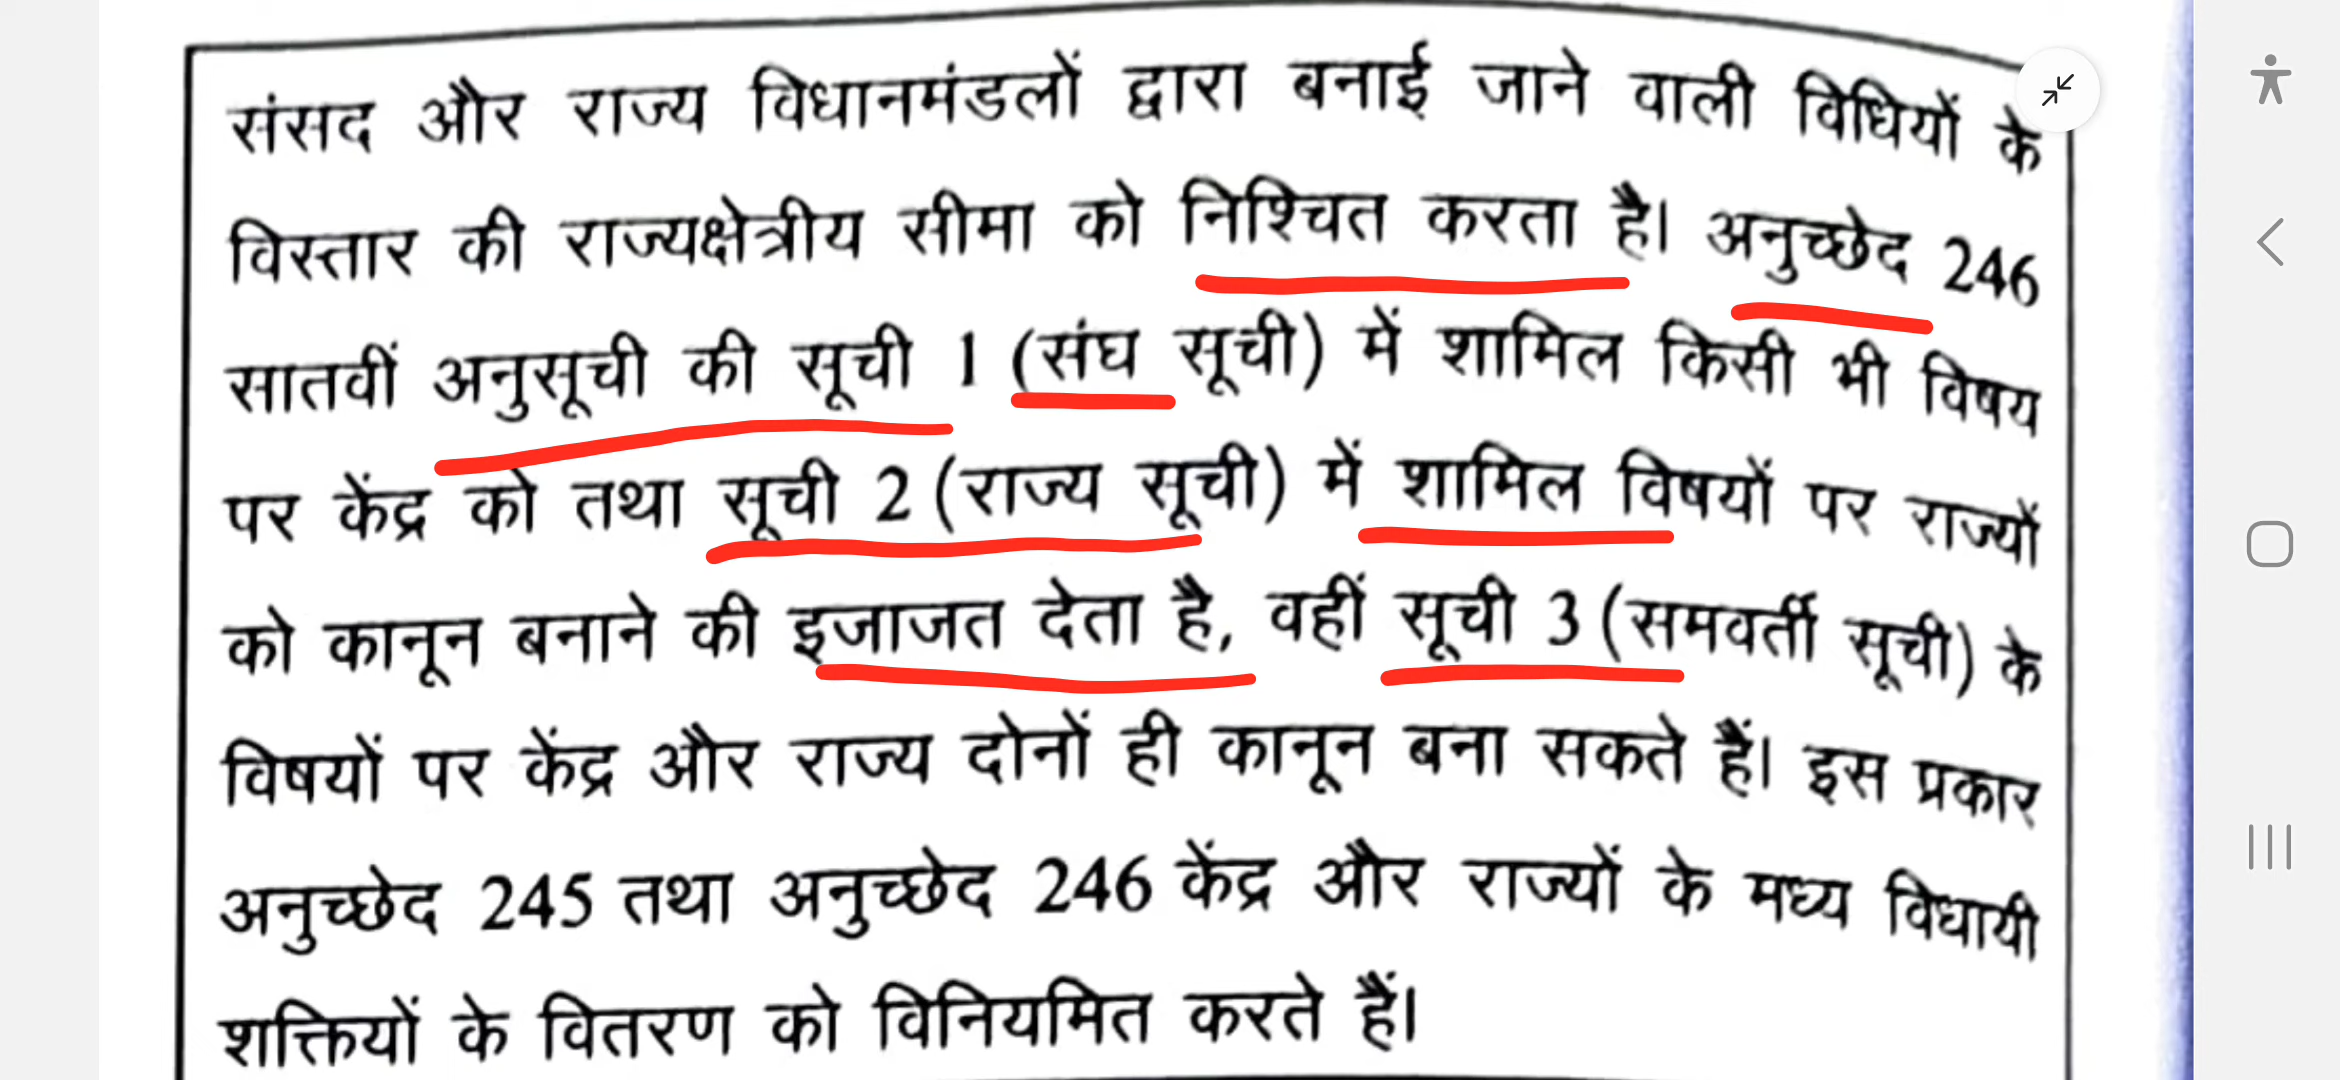 संसद और राज्य विधानमंडलों द्वारा बनाई जाने वाली विधियों के
विस्तार की राज्यक्षेत्रीय सीमा को निश्चित करता है। अनुच्छेद 246
सातवीं अनुसूची की सूची 1 (संघ सूची) में शामिल किसी भी विषय
पर केंद्र को तथा सूची 2 (राज्य सूची) में शामिल विषयों पर राज्यों
को कानून बनाने की इजाजत देता है, वहीं सूची 3 (समवर्ती सूची) के
विषयों पर केंद्र और राज्य दोनों ही कानून बना सकते हैं। इस प्रकार
अनुच्छेद 245 तथा अनुच्छेद 246 केंद्र और राज्यों के मध्य विधायी
शक्तियों के वितरण को विनियमित करते हैं।